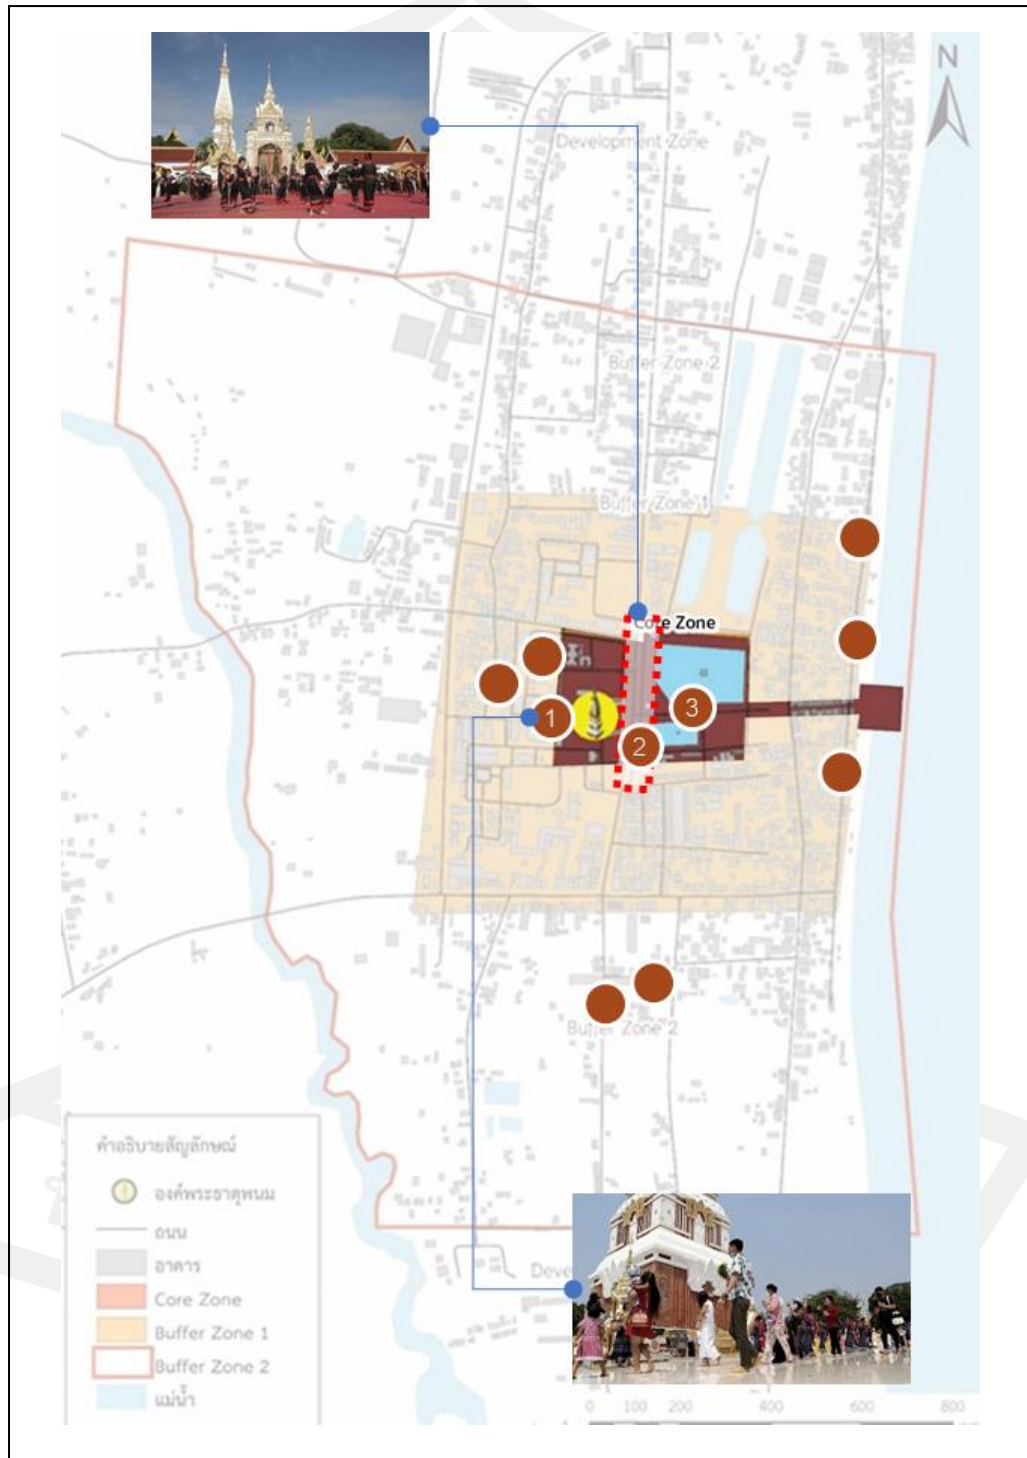 N
Development Zone
Buffer Zone 2
Buffer Zone 1
Core Zone
1
3
2
Buffer Zone 2
คำอธิบายสัญลักษณ์
องค์พระธาตุพนม
ถนน
อาคาร
Core Zone
Buffer Zone 1
Buffer Zone 2
แม่น้ำ
0 100 200 400 600 800